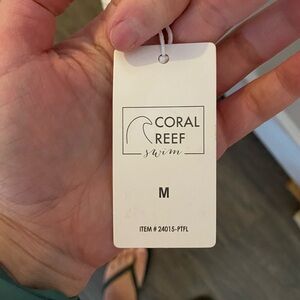 CORAL
REEF
swim
M
ITEM # 24015-PTFL